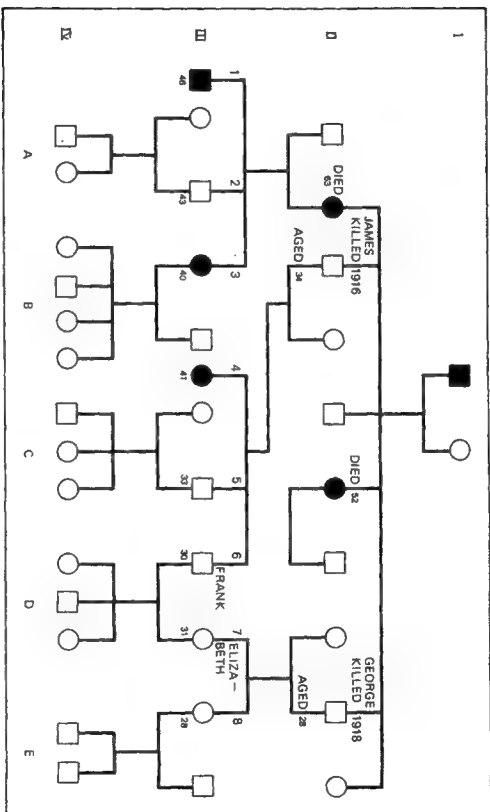 I
JAMES
KILLED 1916
GEORGE
KILLED 1918
II
DIED 63
DIED 52
AGED 34
AGED 28
1 2 3 4 5 6 7 8
FRANK
ELIZA-
BETH
III
46 43 40 41 33 30 31 28
IV
A B C D E